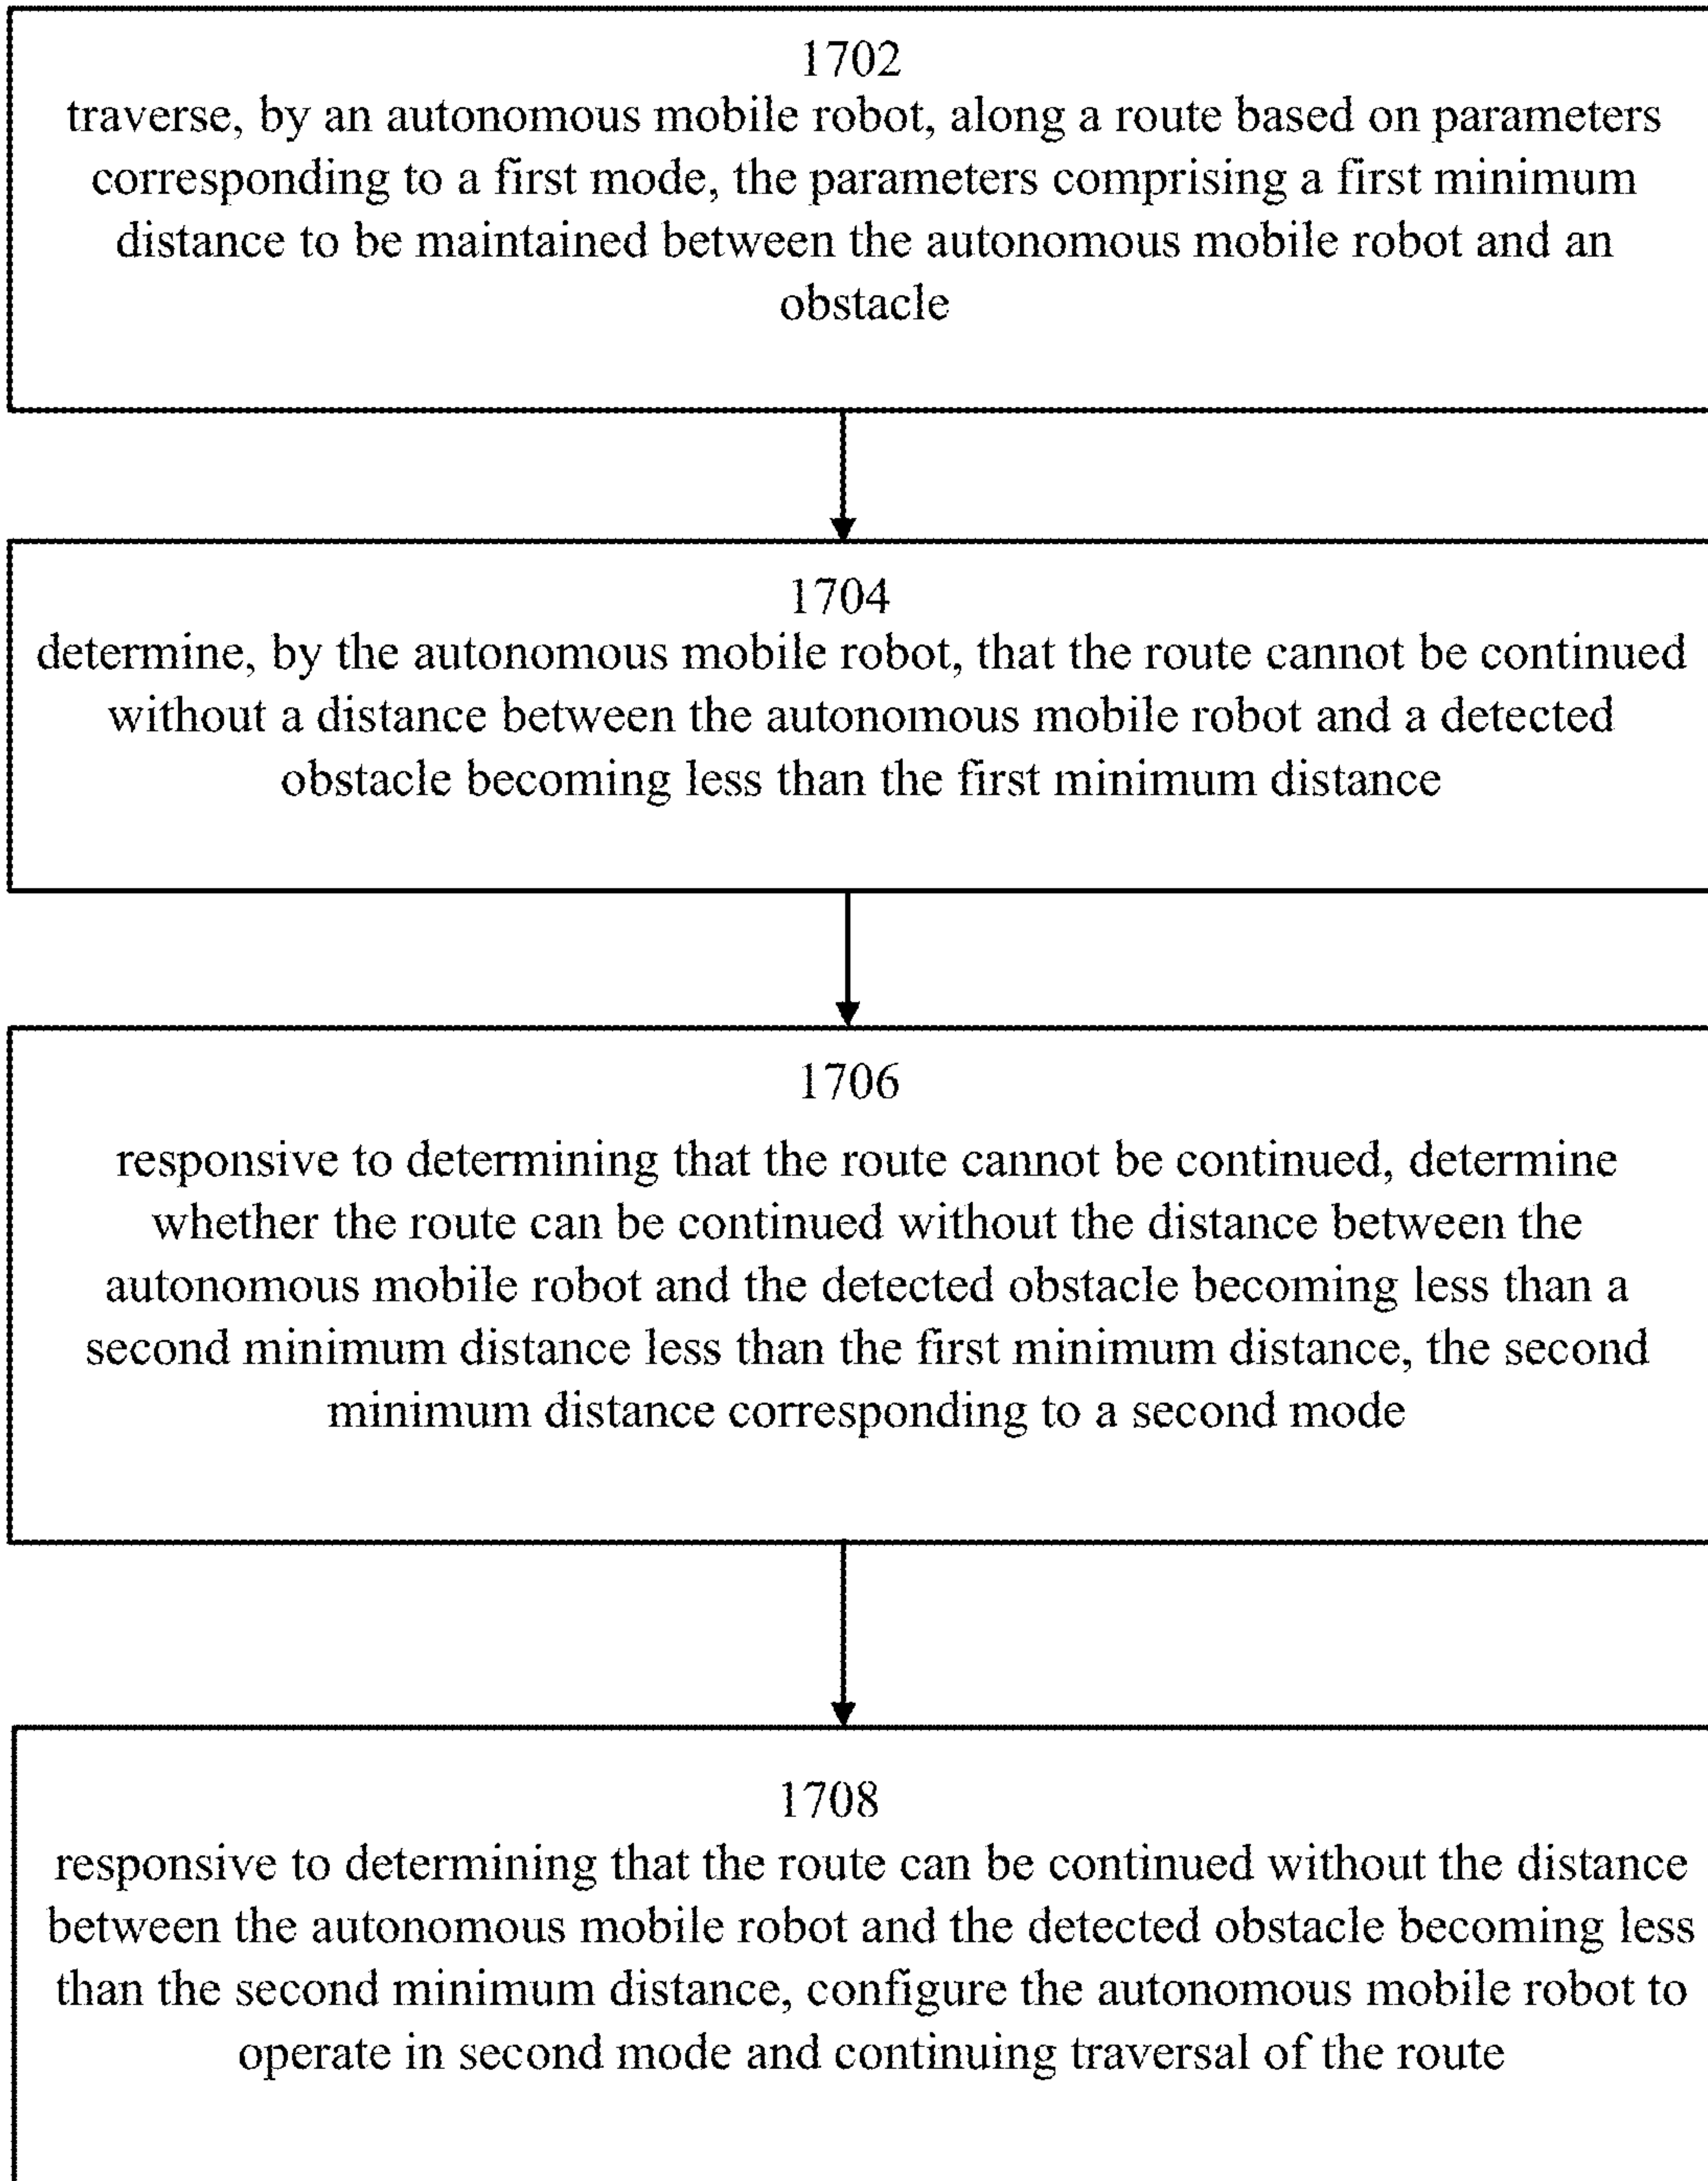 1702
traverse, by an autonomous mobile robot, along a route based on parameters
corresponding to a first mode, the parameters comprising a first minimum
distance to be maintained between the autonomous mobile robot and an
obstacle
1704
determine, by the autonomous mobile robot, that the route cannot be continued
without a distance between the autonomous mobile robot and a detected
obstacle becoming less than the first minimum distance
1706
responsive to determining that the route cannot be continued, determine
whether the route can be continued without the distance between the
autonomous mobile robot and the detected obstacle becoming less than a
second minimum distance less than the first minimum distance, the second
minimum distance corresponding to a second mode
1708
responsive to determining that the route can be continued without the distance
between the autonomous mobile robot and the detected obstacle becoming less
than the second minimum distance, configure the autonomous mobile robot to
operate in second mode and continuing traversal of the route